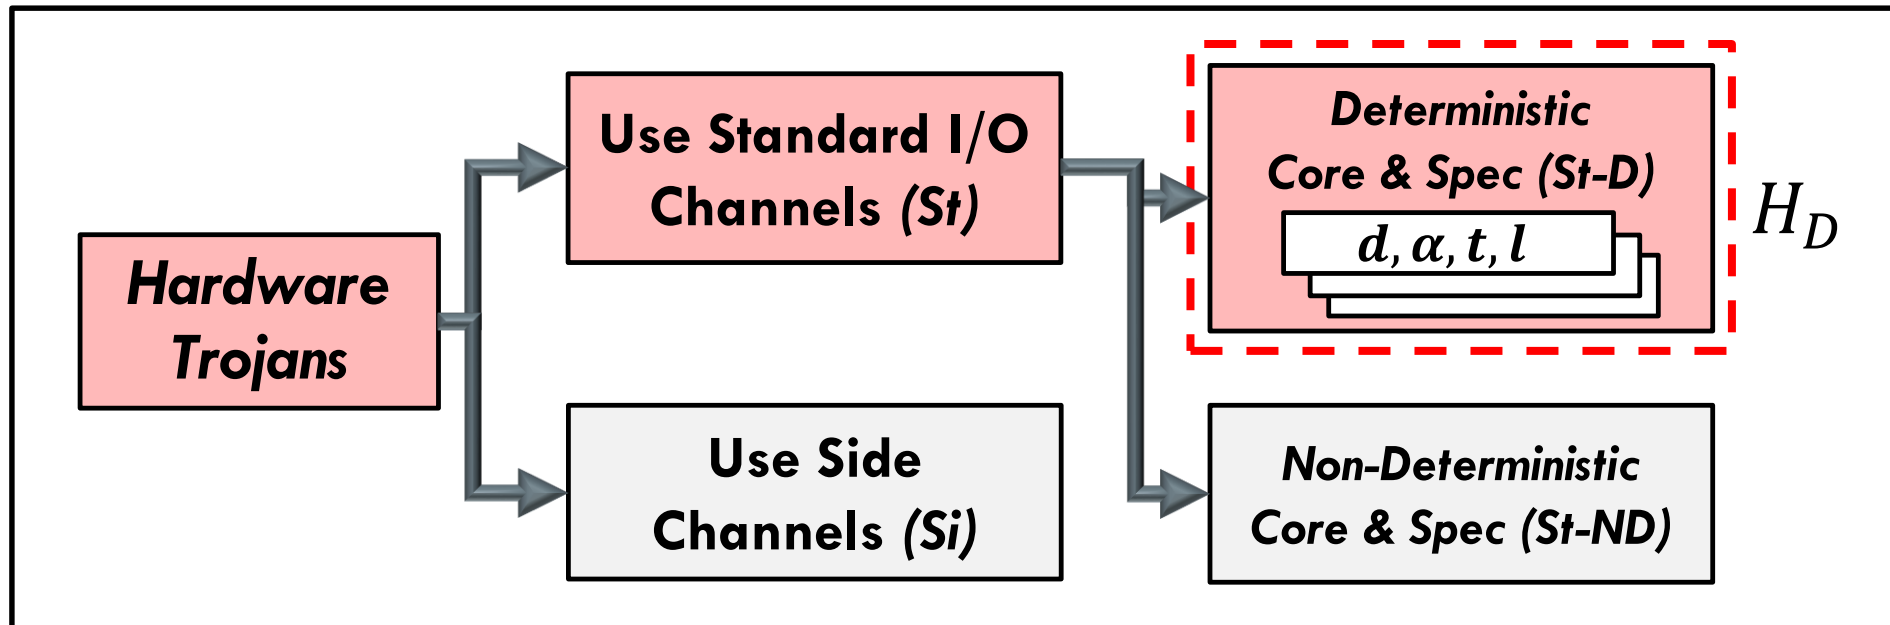 Hardware
Trojans
Use Standard I/O
Channels (St)
Use Side
Channels (Si)
Deterministic
Core & Spec (St-D)
d, α, t, l
H_D
Non-Deterministic
Core & Spec (St-ND)